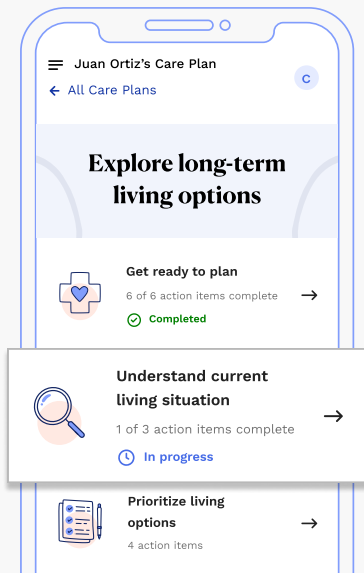 Juan Ortiz’s Care Plan
All Care Plans
C
Explore long-term
living options
Get ready to plan
6 of 6 action items complete
Completed
Understand current
living situation
1 of 3 action items complete
In progress
Prioritize living
options
4 action items